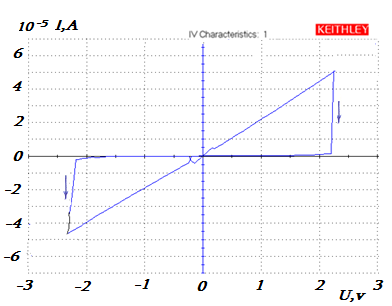 10⁻⁵ I,A
IV Characteristics: 1
KEITHLEY
6
4
2
0
-2
-4
-6
-3 -2 -1 0 1 2 3
U,v